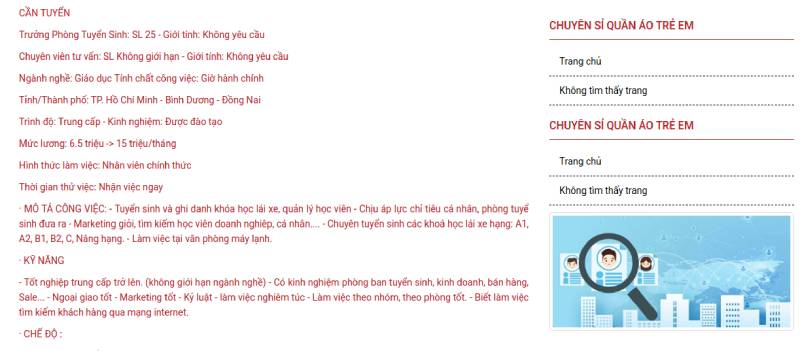 CẦN TUYỂN
Trưởng Phòng Tuyển Sinh: SL 25 - Giới tính: Không yêu cầu
Chuyên viên tư vấn: SL Không giới hạn - Giới tính: Không yêu cầu
Ngành nghề: Giáo dục Tính chất công việc: Giờ hành chính
Tỉnh/Thành phố: TP. Hồ Chí Minh - Bình Dương - Đồng Nai
Trình độ: Trung cấp - Kinh nghiệm: Được đào tạo
Mức lương: 6.5 triệu -> 15 triệu/tháng
Hình thức làm việc: Nhân viên chính thức
Thời gian thử việc: Nhận việc ngay
· MÔ TẢ CÔNG VIỆC: - Tuyển sinh và ghi danh khóa học lái xe, quản lý học viên - Chịu áp lực chỉ tiêu cá nhân, phòng tuyể
sinh đưa ra - Marketing giỏi, tìm kiếm học viên doanh nghiêp, cá nhân.... - Chuyên tuyển sinh các khoá học lái xe hạng: A1,
A2, B1, B2, C, Nâng hạng. - Làm việc tại văn phòng máy lạnh.
· KỸ NĂNG
- Tốt nghiệp trung cấp trở lên. (không giới hạn ngành nghề) - Có kinh nghiệm phòng ban tuyển sinh, kinh doanh, bán hàng,
Sale... - Ngoại giao tốt - Marketing tốt - Kỷ luật - làm việc nghiêm túc - Làm việc theo nhóm, theo phòng tốt. - Biết làm việc
tìm kiếm khách hàng qua mạng internet.
· CHẾ ĐỘ :
CHUYÊN SỈ QUẦN ÁO TRẺ EM
Trang chủ
Không tìm thấy trang
CHUYÊN SỈ QUẦN ÁO TRẺ EM
Trang chủ
Không tìm thấy trang